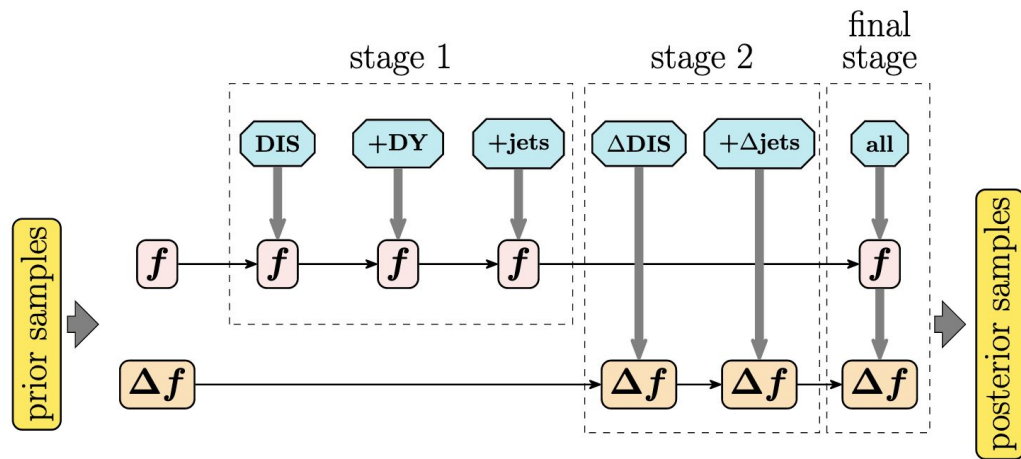 stage 1
stage 2
final
stage
DIS
+DY
+jets
ΔDIS
+Δjets
all
prior samples
f
f
f
f
f
Δf
Δf
Δf
Δf
posterior samples